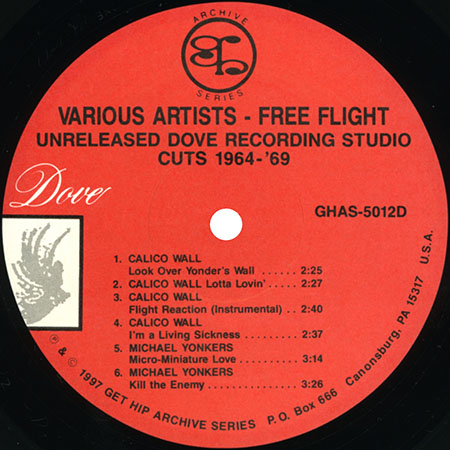 ARCHIVE
SERIES
VARIOUS ARTISTS - FREE FLIGHT
UNRELEASED DOVE RECORDING STUDIO
CUTS 1964-'69
Dove
GHAS-5012D
1. CALICO WALL
Look Over Yonder's Wall ...... 2:25
2. CALICO WALL Lotta Lovin' ..... 2:27
3. CALICO WALL
Flight Reaction (Instrumental) .. 2:40
4. CALICO WALL
I'm a Living Sickness ........ 2:37
5. MICHAEL YONKERS
Micro-Miniature Love ......... 3:14
6. MICHAEL YONKERS
Kill the Enemy .............. 3:26
℗ & © 1997 GET HIP ARCHIVE SERIES P.O. Box 666 Canonsburg, PA 15317 U.S.A.